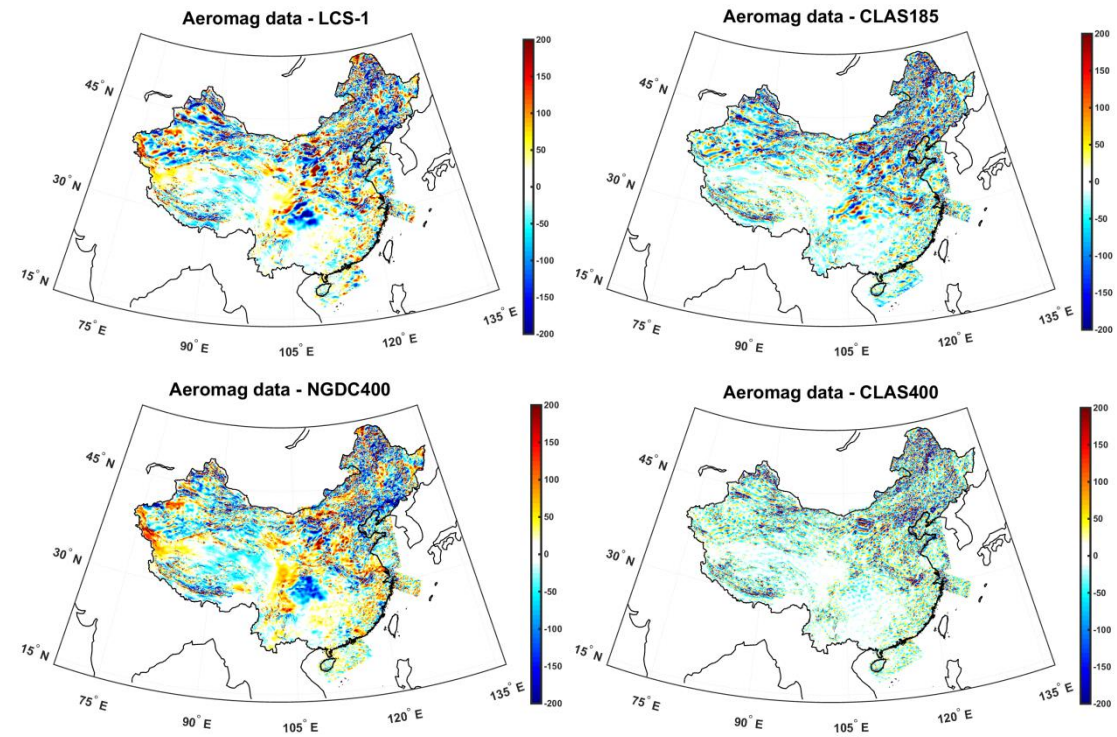 Aeromag data - LCS-1
200
150
100
50
0
-50
-100
-150
-200
45° N
30° N
15° N
75° E
90° E
105° E
120° E
135° E
Aeromag data - CLAS185
200
150
100
50
0
-50
-100
-150
-200
45° N
30° N
15° N
75° E
90° E
105° E
120° E
135° E
Aeromag data - NGDC400
200
150
100
50
0
-50
-100
-150
-200
45° N
30° N
15° N
75° E
90° E
105° E
120° E
135° E
Aeromag data - CLAS400
200
150
100
50
0
-50
-100
-150
-200
45° N
30° N
15° N
75° E
90° E
105° E
120° E
135° E